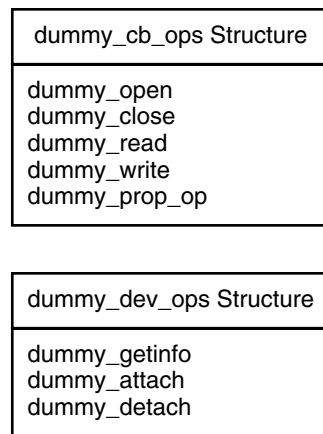 dummy_cb_ops Structure
dummy_open
dummy_close
dummy_read
dummy_write
dummy_prop_op
dummy_dev_ops Structure
dummy_getinfo
dummy_attach
dummy_detach